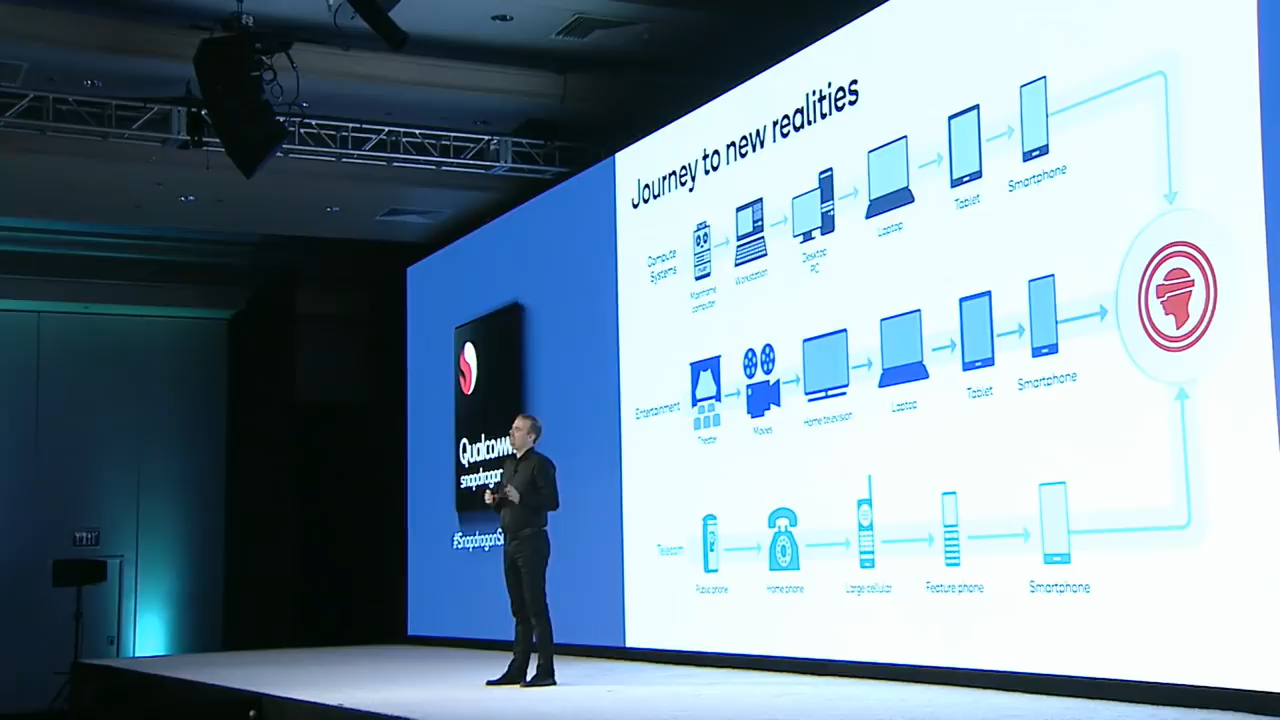 Journey to new realities
Compute
Systems
Mainframe
computer
Workstation
Desktop
PC
Laptop
Tablet
Smartphone
Entertainment
Theater
Movies
Home television
Laptop
Tablet
Smartphone
Telecom
Public phone
Home phone
Large cellular
Feature phone
Smartphone
Qualcomm
snapdragon
#SnapdragonS